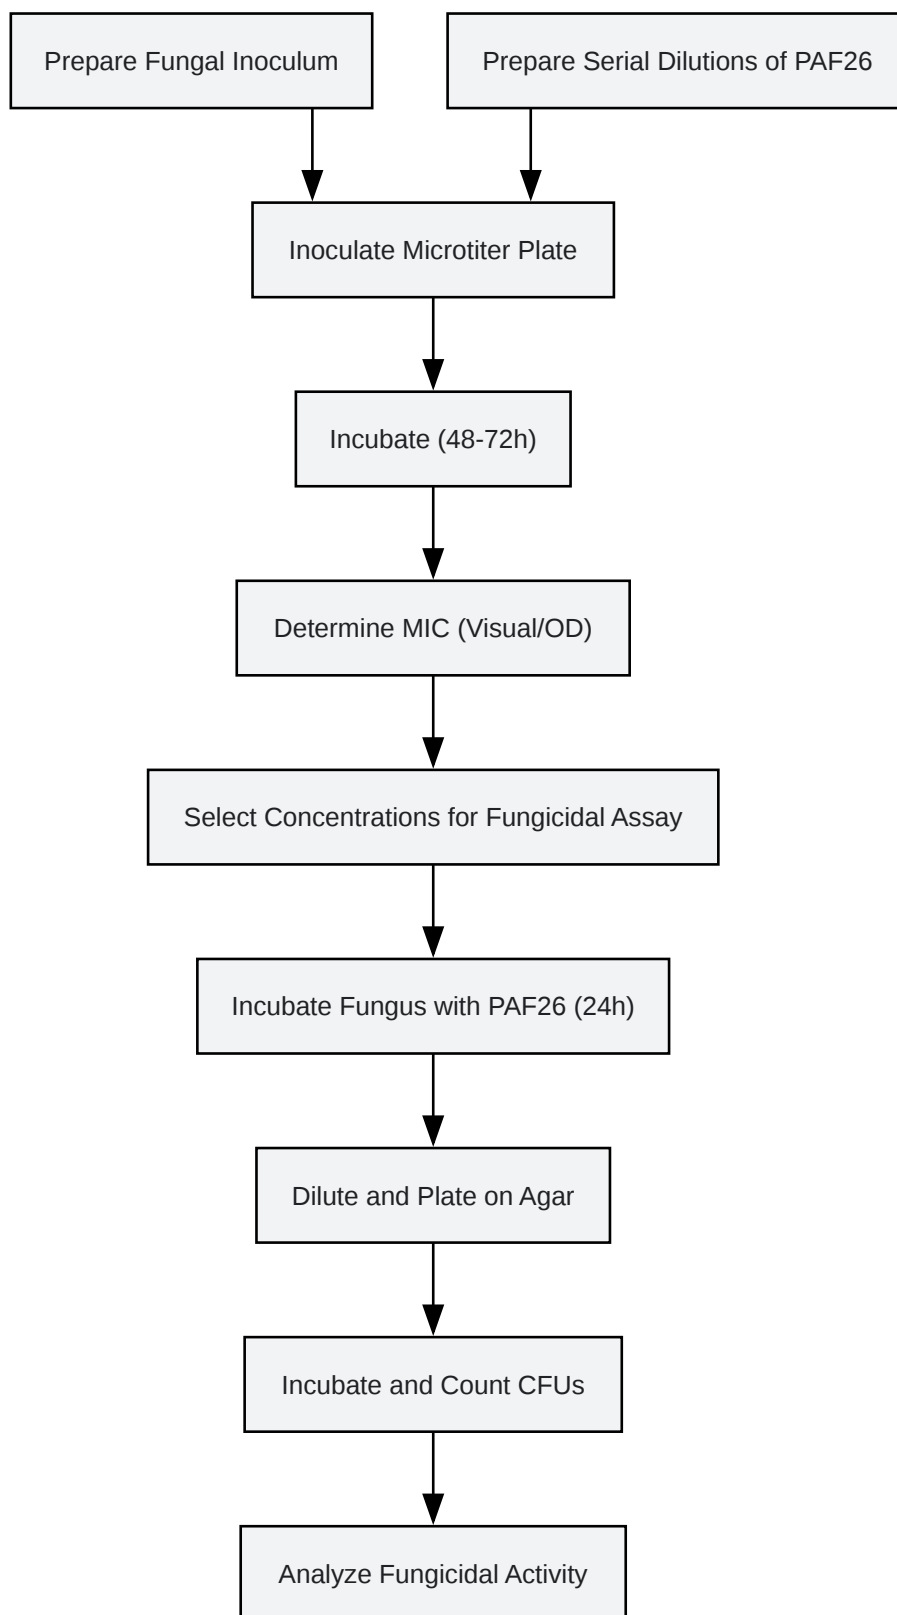 Prepare Fungal Inoculum
Prepare Serial Dilutions of PAF26
Inoculate Microtiter Plate
Incubate (48-72h)
Determine MIC (Visual/OD)
Select Concentrations for Fungicidal Assay
Incubate Fungus with PAF26 (24h)
Dilute and Plate on Agar
Incubate and Count CFUs
Analyze Fungicidal Activity